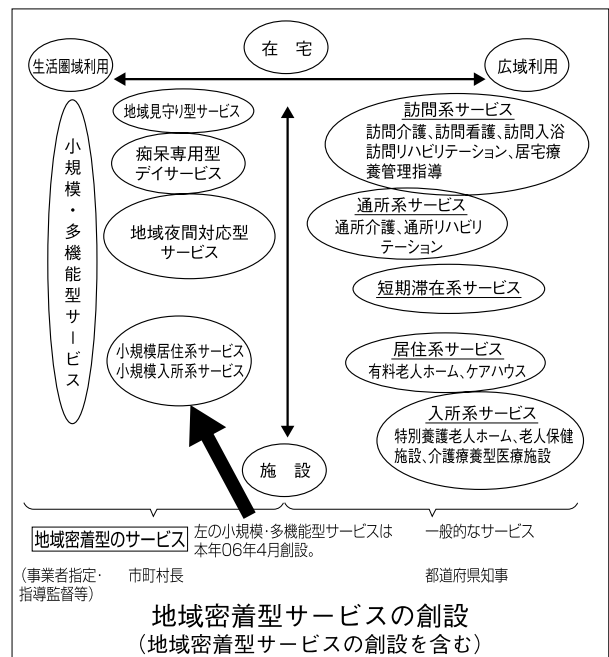 在 宅
生活圏域利用
広域利用
小規模・多機能型サービス
地域見守り型サービス
痴呆専用型
デイサービス
地域夜間対応型
サービス
小規模居住系サービス
小規模入所系サービス
訪問系サービス
訪問介護、訪問看護、訪問入浴
訪問リハビリテーション、居宅療
養管理指導
通所系サービス
通所介護、通所リハビリ
テーション
短期滞在系サービス
居住系サービス
有料老人ホーム、ケアハウス
入所系サービス
特別養護老人ホーム、老人保健
施設、介護療養型医療施設
施 設
地域密着型のサービス
左の小規模・多機能型サービスは
本年06年4月創設。
一般的なサービス
(事業者指定・
指導監督等)
市町村長
都道府県知事
地域密着型サービスの創設
(地域密着型サービスの創設を含む)